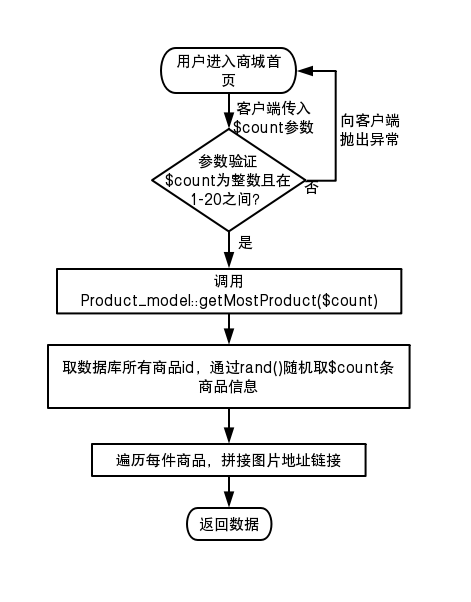 用户进入商城首
页
客户端传入
$count参数
向客户端
抛出异常
参数验证
$count为整数且在
1-20之间？
否
是
调用
Product_model::getMostProduct($count)
取数据库所有商品id，通过rand()随机取$count条
商品信息
遍历每件商品，拼接图片地址链接
返回数据